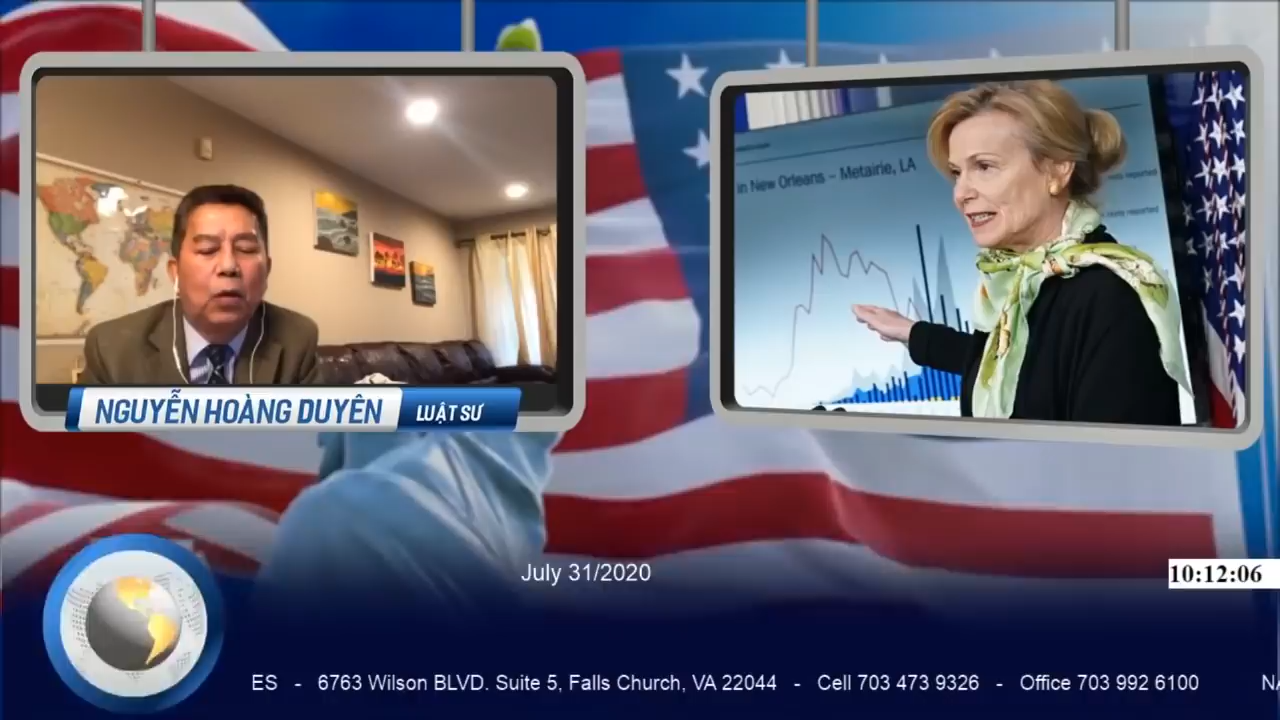 in New Orleans – Metairie, LA
NGUYỄN HOÀNG DUYÊN
LUẬT SƯ
July 31/2020
10:12:06
ES - 6763 Wilson BLVD. Suite 5, Falls Church, VA 22044 - Cell 703 473 9326 - Office 703 992 6100